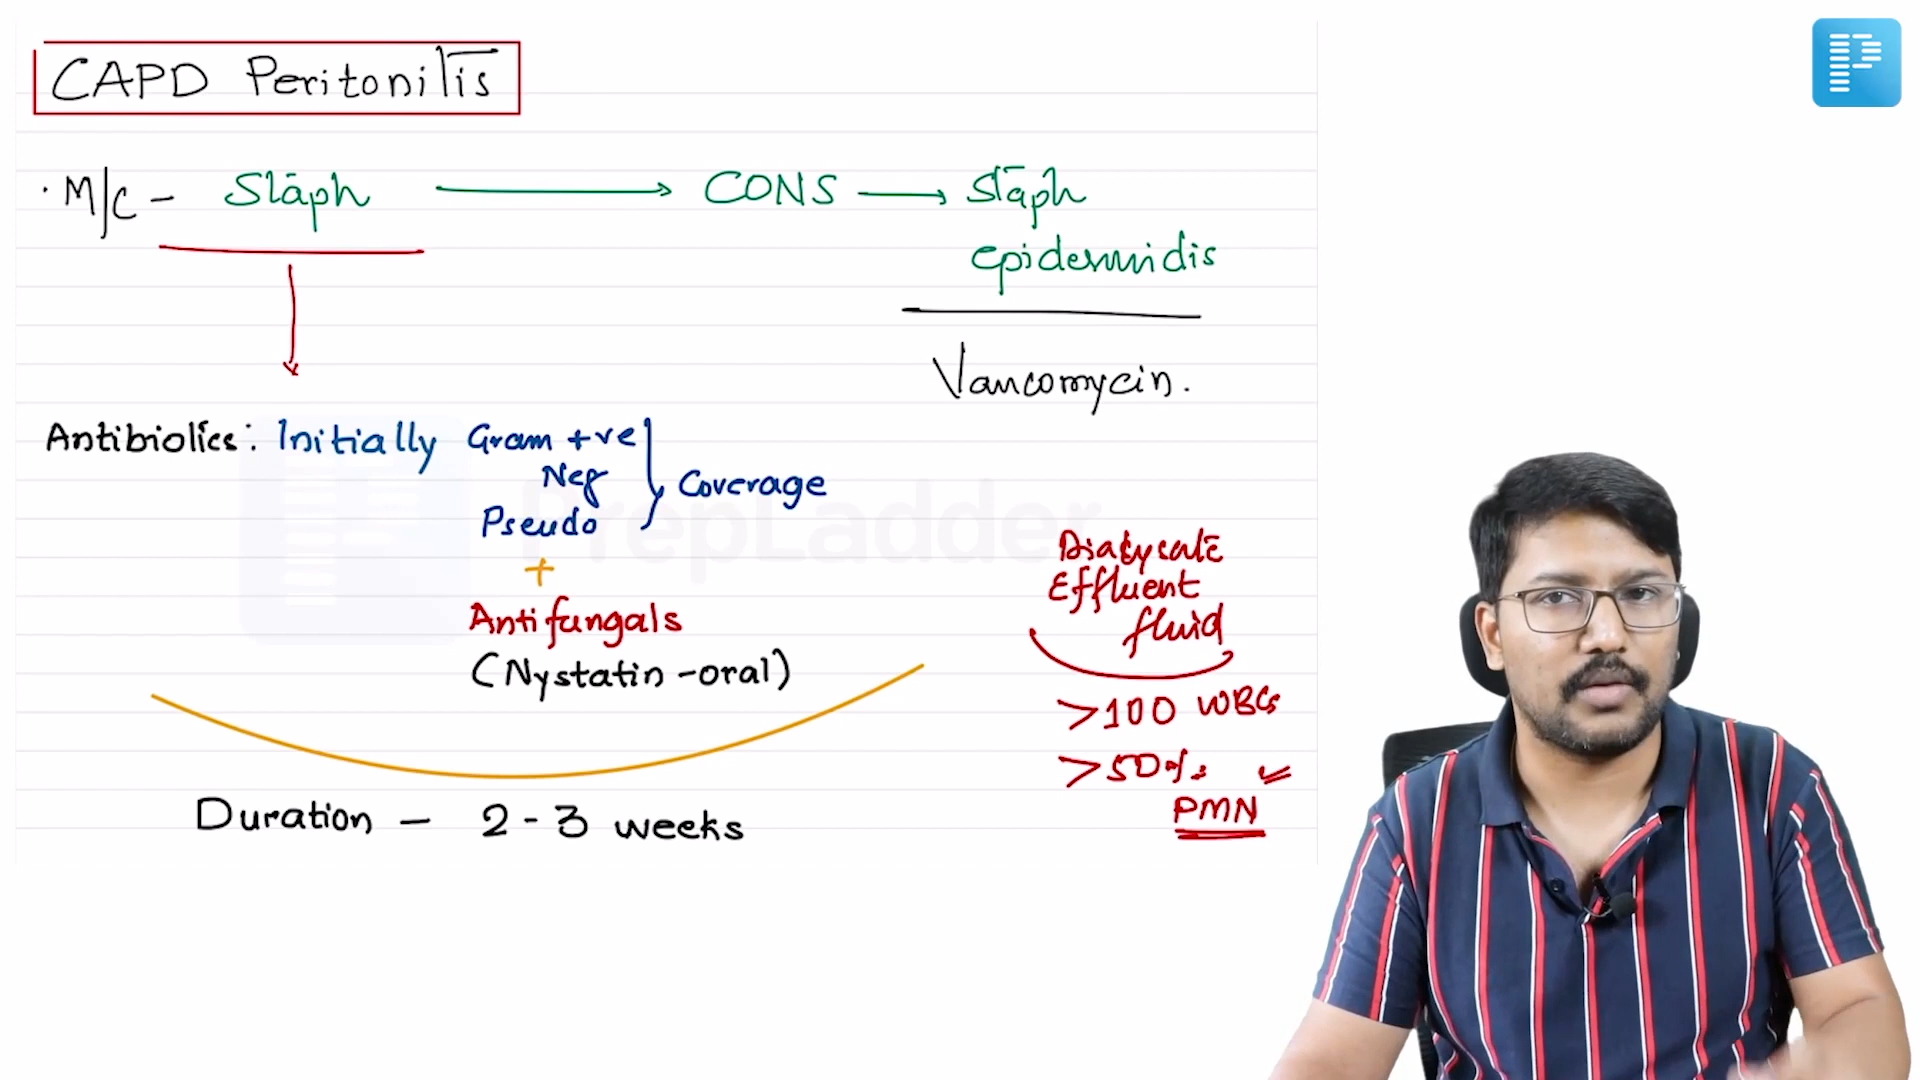 CAPD Peritonitis
· M/C - Staph → CONS → Staph
epidermidis
Vancomycin.
Antibiotics: Initially Gram +ve
Neg
Pseudo
Coverage
+
Antifungals
(Nystatin - oral)
Duration - 2 - 3 weeks
Dialysate
Effluent
fluid
>100 WBCs
>50% ✓
PMN
PrepLadder